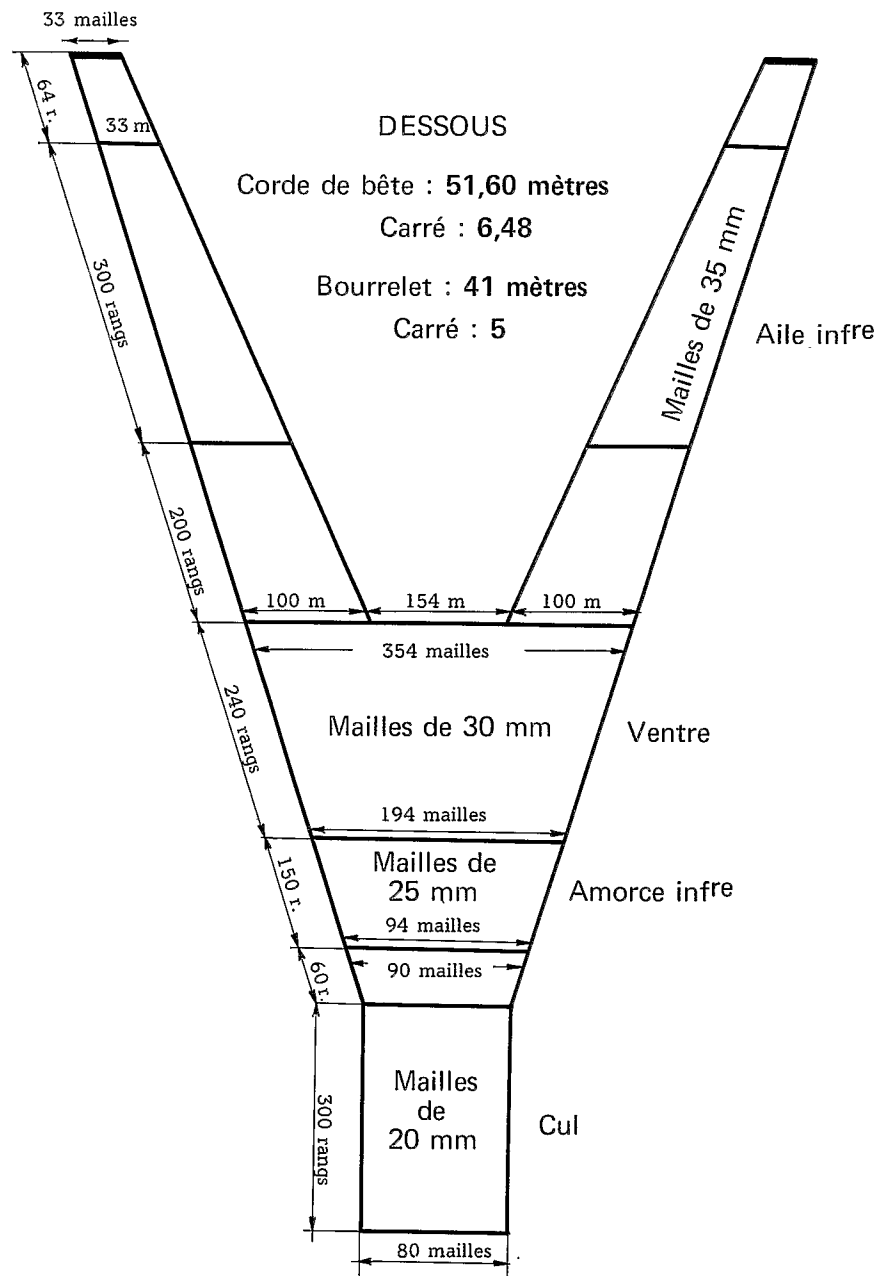 33 mailles
64 r.
33 m
DESSOUS
Corde de bête : 51,60 mètres
Carré : 6,48
Bourrelet : 41 mètres
Carré : 5
300 rangs
Mailles de 35 mm
Aile infre
200 rangs
100 m 154 m 100 m
354 mailles
240 rangs
Mailles de 30 mm
Ventre
194 mailles
150 r.
Mailles de
25 mm
Amorce infre
94 mailles
60 r.
90 mailles
300 rangs
Mailles
de
20 mm
Cul
80 mailles